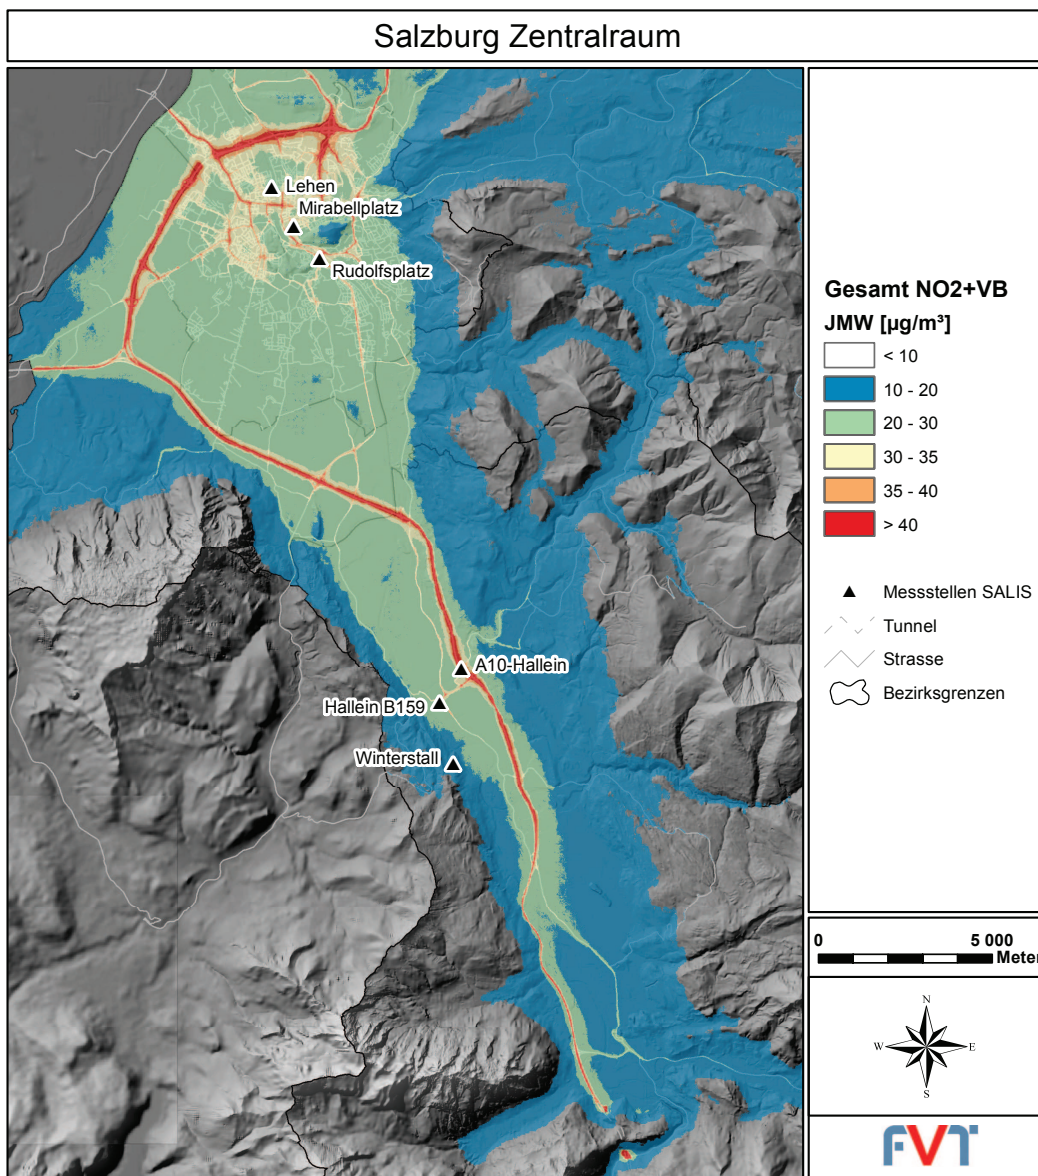 Salzburg Zentralraum
Lehen
Mirabellplatz
Rudolfsplatz
A10-Hallein
Hallein B159
Winterstall
Gesamt NO2+VB
JMW [µg/m³]
< 10
10 - 20
20 - 30
30 - 35
35 - 40
> 40
Messstellen SALIS
Tunnel
Strasse
Bezirksgrenzen
0 5 000
Meter
N
W E
S
FVT